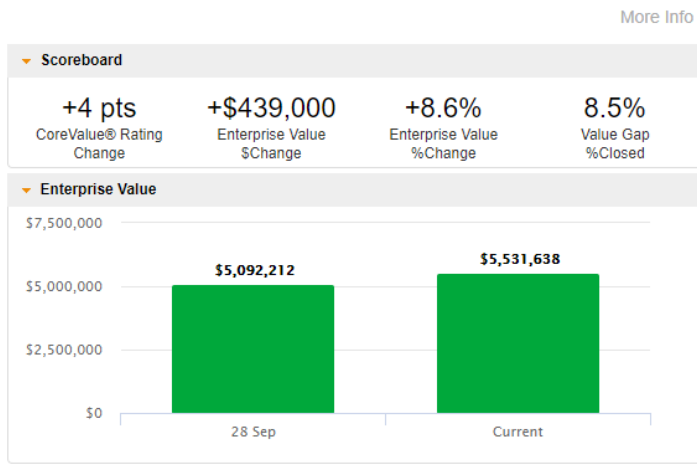 More Info
Scoreboard
+4 pts
CoreValue® Rating
Change
+$439,000
Enterprise Value
$Change
+8.6%
Enterprise Value
%Change
8.5%
Value Gap
%Closed
Enterprise Value
$7,500,000
$5,000,000
$2,500,000
$0
$5,092,212
$5,531,638
28 Sep
Current